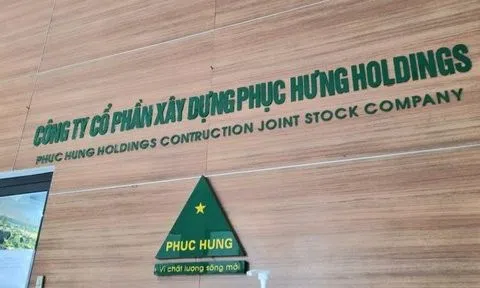 CÔNG TY CỔ PHẦN XÂY DỰNG PHỤC HƯNG HOLDINGS
PHUC HUNG HOLDINGS CONTRUCTION JOINT STOCK COMPANY
PHUC HUNG
Vì chất lượng sống mới